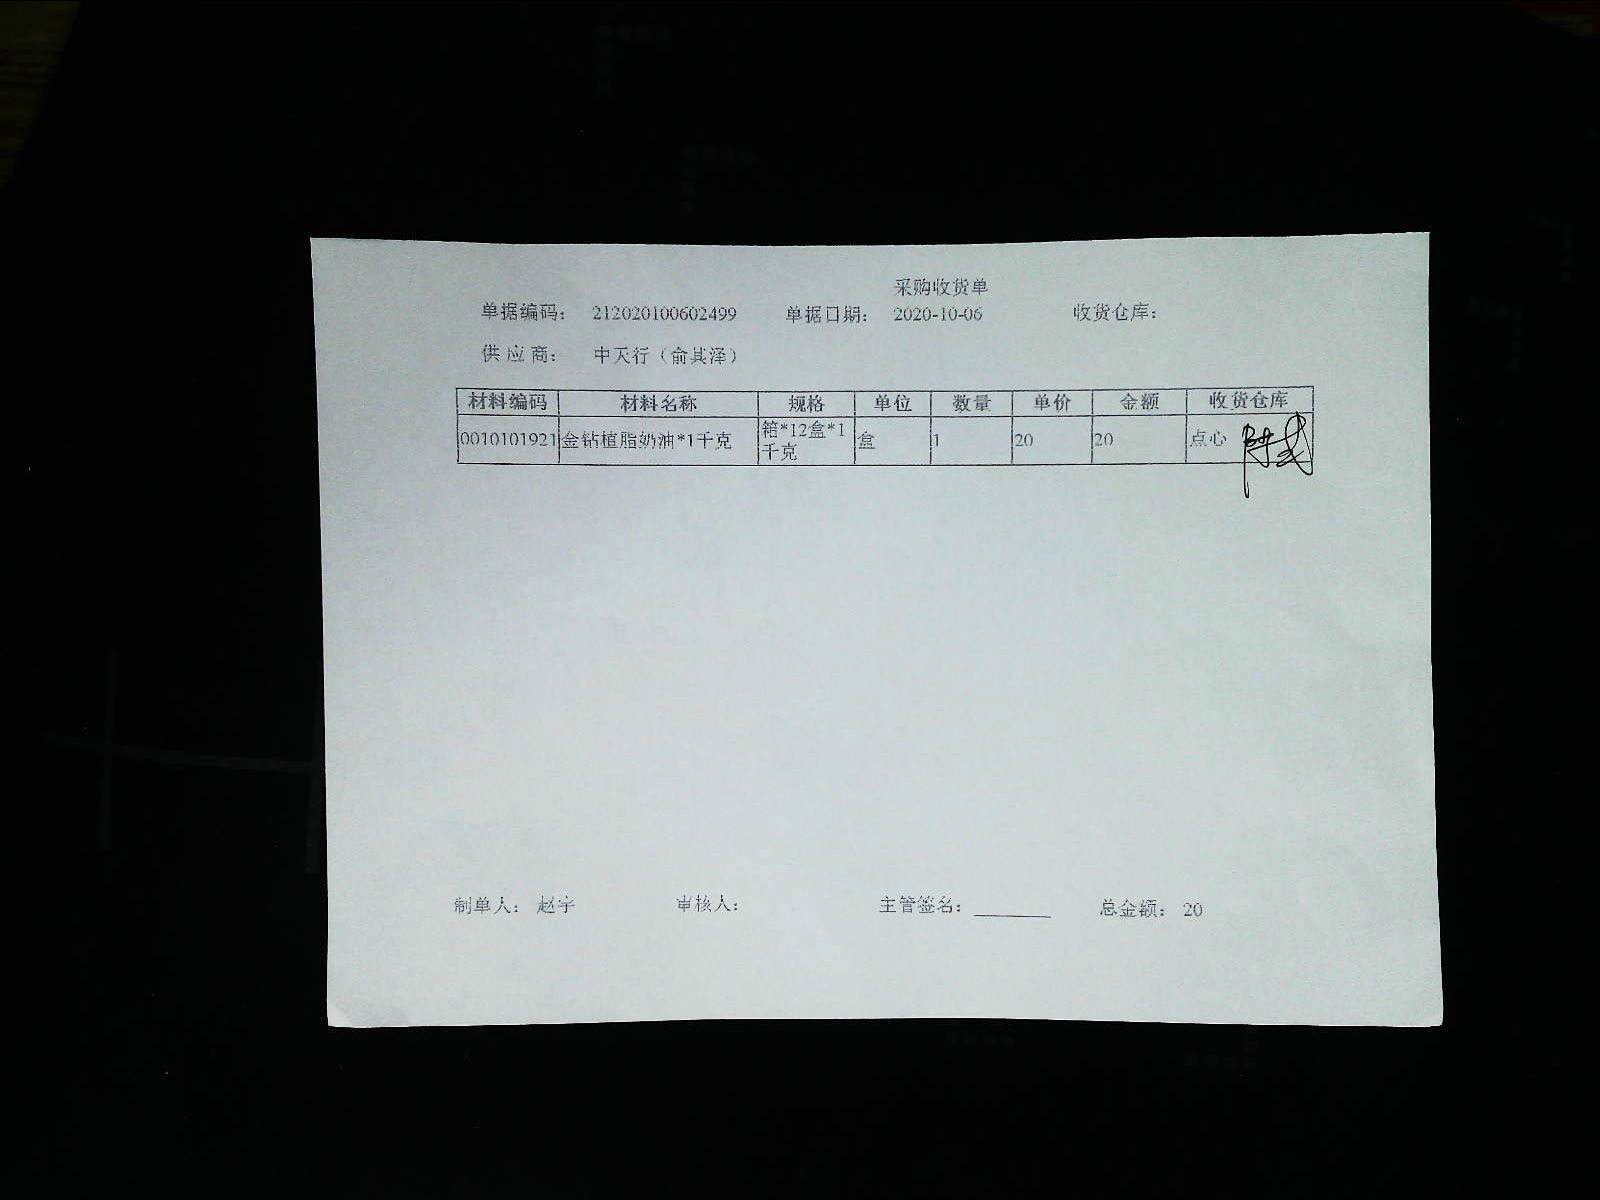 采购收货单
单据编码： 212020100602499 单据日期： 2020-10-06 收货仓库：
供应商： 中天行（俞其泽）
材料编码 材料名称 规格 单位 数量 单价 金额 收货仓库
0010101921 金钻植脂奶油*1千克 箱*12盒*1千克 盒 1 20 20 点心
制单人： 赵宇 审核人： 主管签名： 总金额： 20